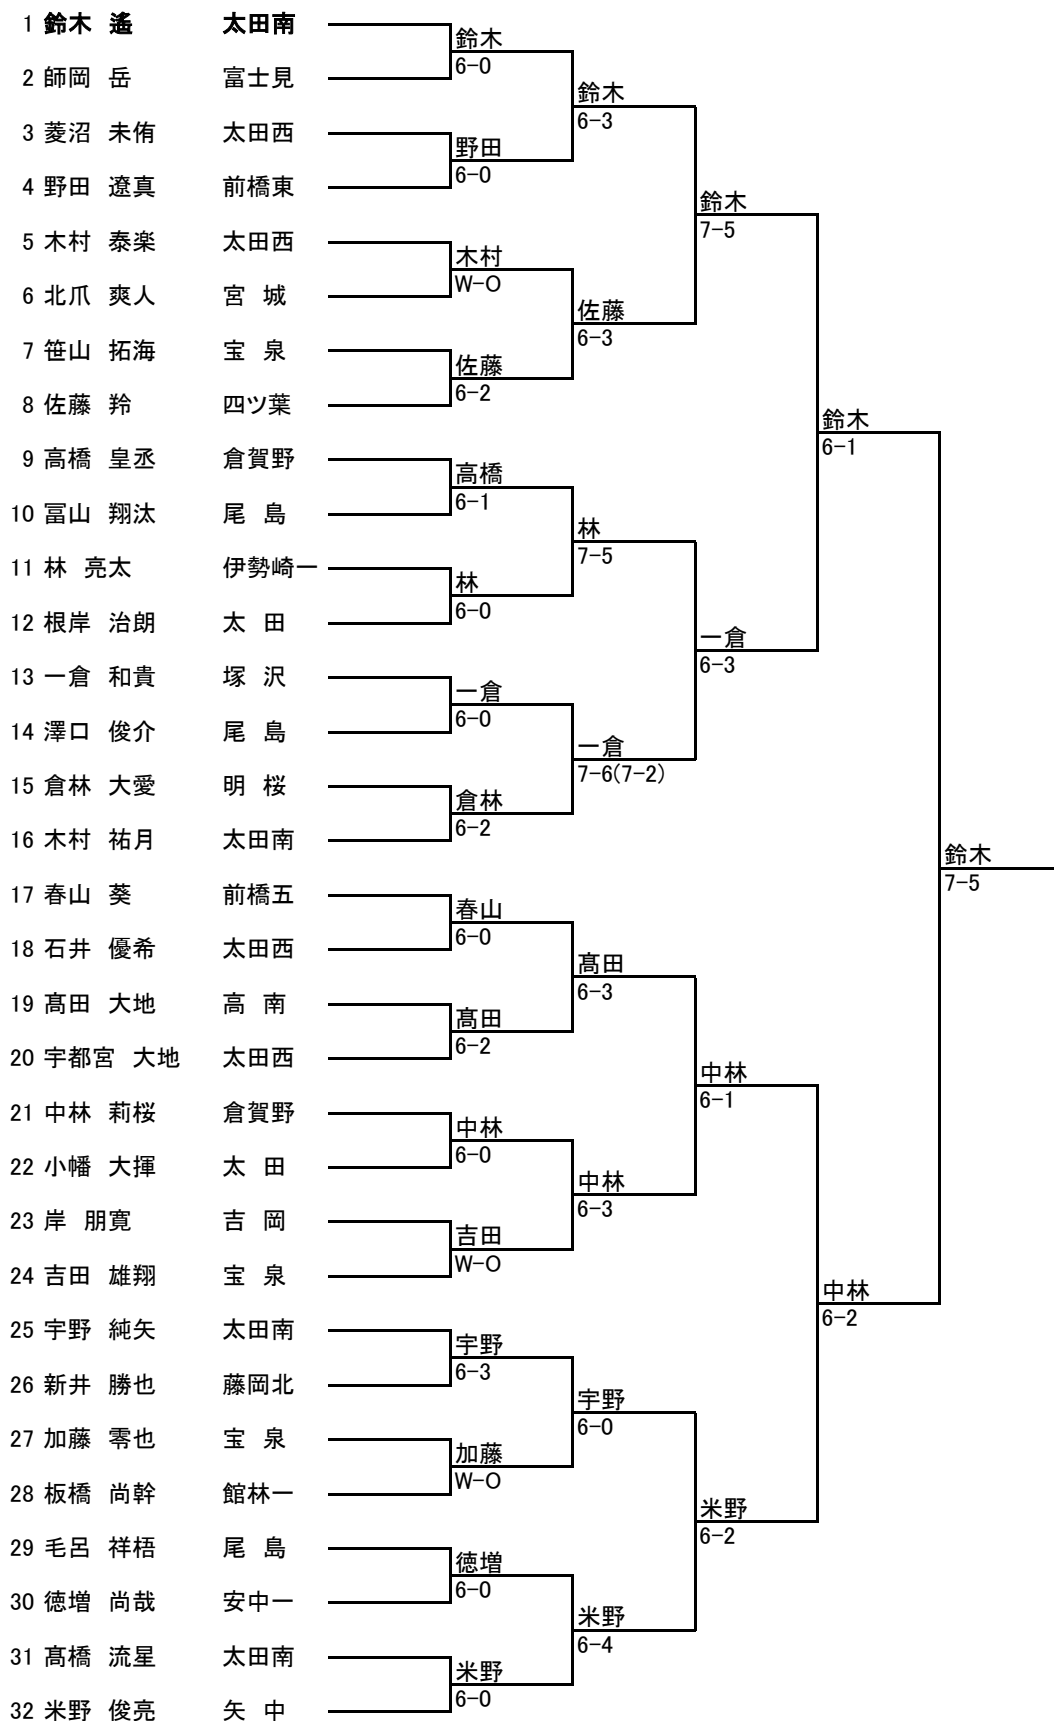 1 鈴木 遙 太田南
鈴木
2 師岡 岳 富士見
6-0
鈴木
3 菱沼 未侑 太田西
6-3
野田
4 野田 遼真 前橋東
6-0
鈴木
5 木村 泰楽 太田西
7-5
木村
6 北爪 爽人 宮 城
W-O
佐藤
7 笹山 拓海 宝 泉
6-3
佐藤
8 佐藤 羚 四ツ葉
6-2
鈴木
9 高橋 皇丞 倉賀野
6-1
高橋
10 冨山 翔汰 尾 島
6-1
林
11 林 亮太 伊勢崎一
7-5
林
12 根岸 治朗 太 田
6-0
一倉
13 一倉 和貴 塚 沢
6-3
一倉
14 澤口 俊介 尾 島
6-0
一倉
15 倉林 大愛 明 桜
7-6(7-2)
倉林
16 木村 祐月 太田南
6-2
鈴木
17 春山 葵 前橋五
7-5
春山
18 石井 優希 太田西
6-0
髙田
19 髙田 大地 高 南
6-3
髙田
20 宇都宮 大地 太田西
6-2
中林
21 中林 莉桜 倉賀野
6-1
中林
22 小幡 大揮 太 田
6-0
中林
23 岸 朋寛 吉 岡
6-3
吉田
24 吉田 雄翔 宝 泉
W-O
中林
25 宇野 純矢 太田南
6-2
宇野
26 新井 勝也 藤岡北
6-3
宇野
27 加藤 零也 宝 泉
6-0
加藤
28 板橋 尚幹 館林一
W-O
米野
29 毛呂 祥梧 尾 島
6-2
徳増
30 徳増 尚哉 安中一
6-0
米野
31 髙橋 流星 太田南
6-4
米野
32 米野 俊亮 矢 中
6-0